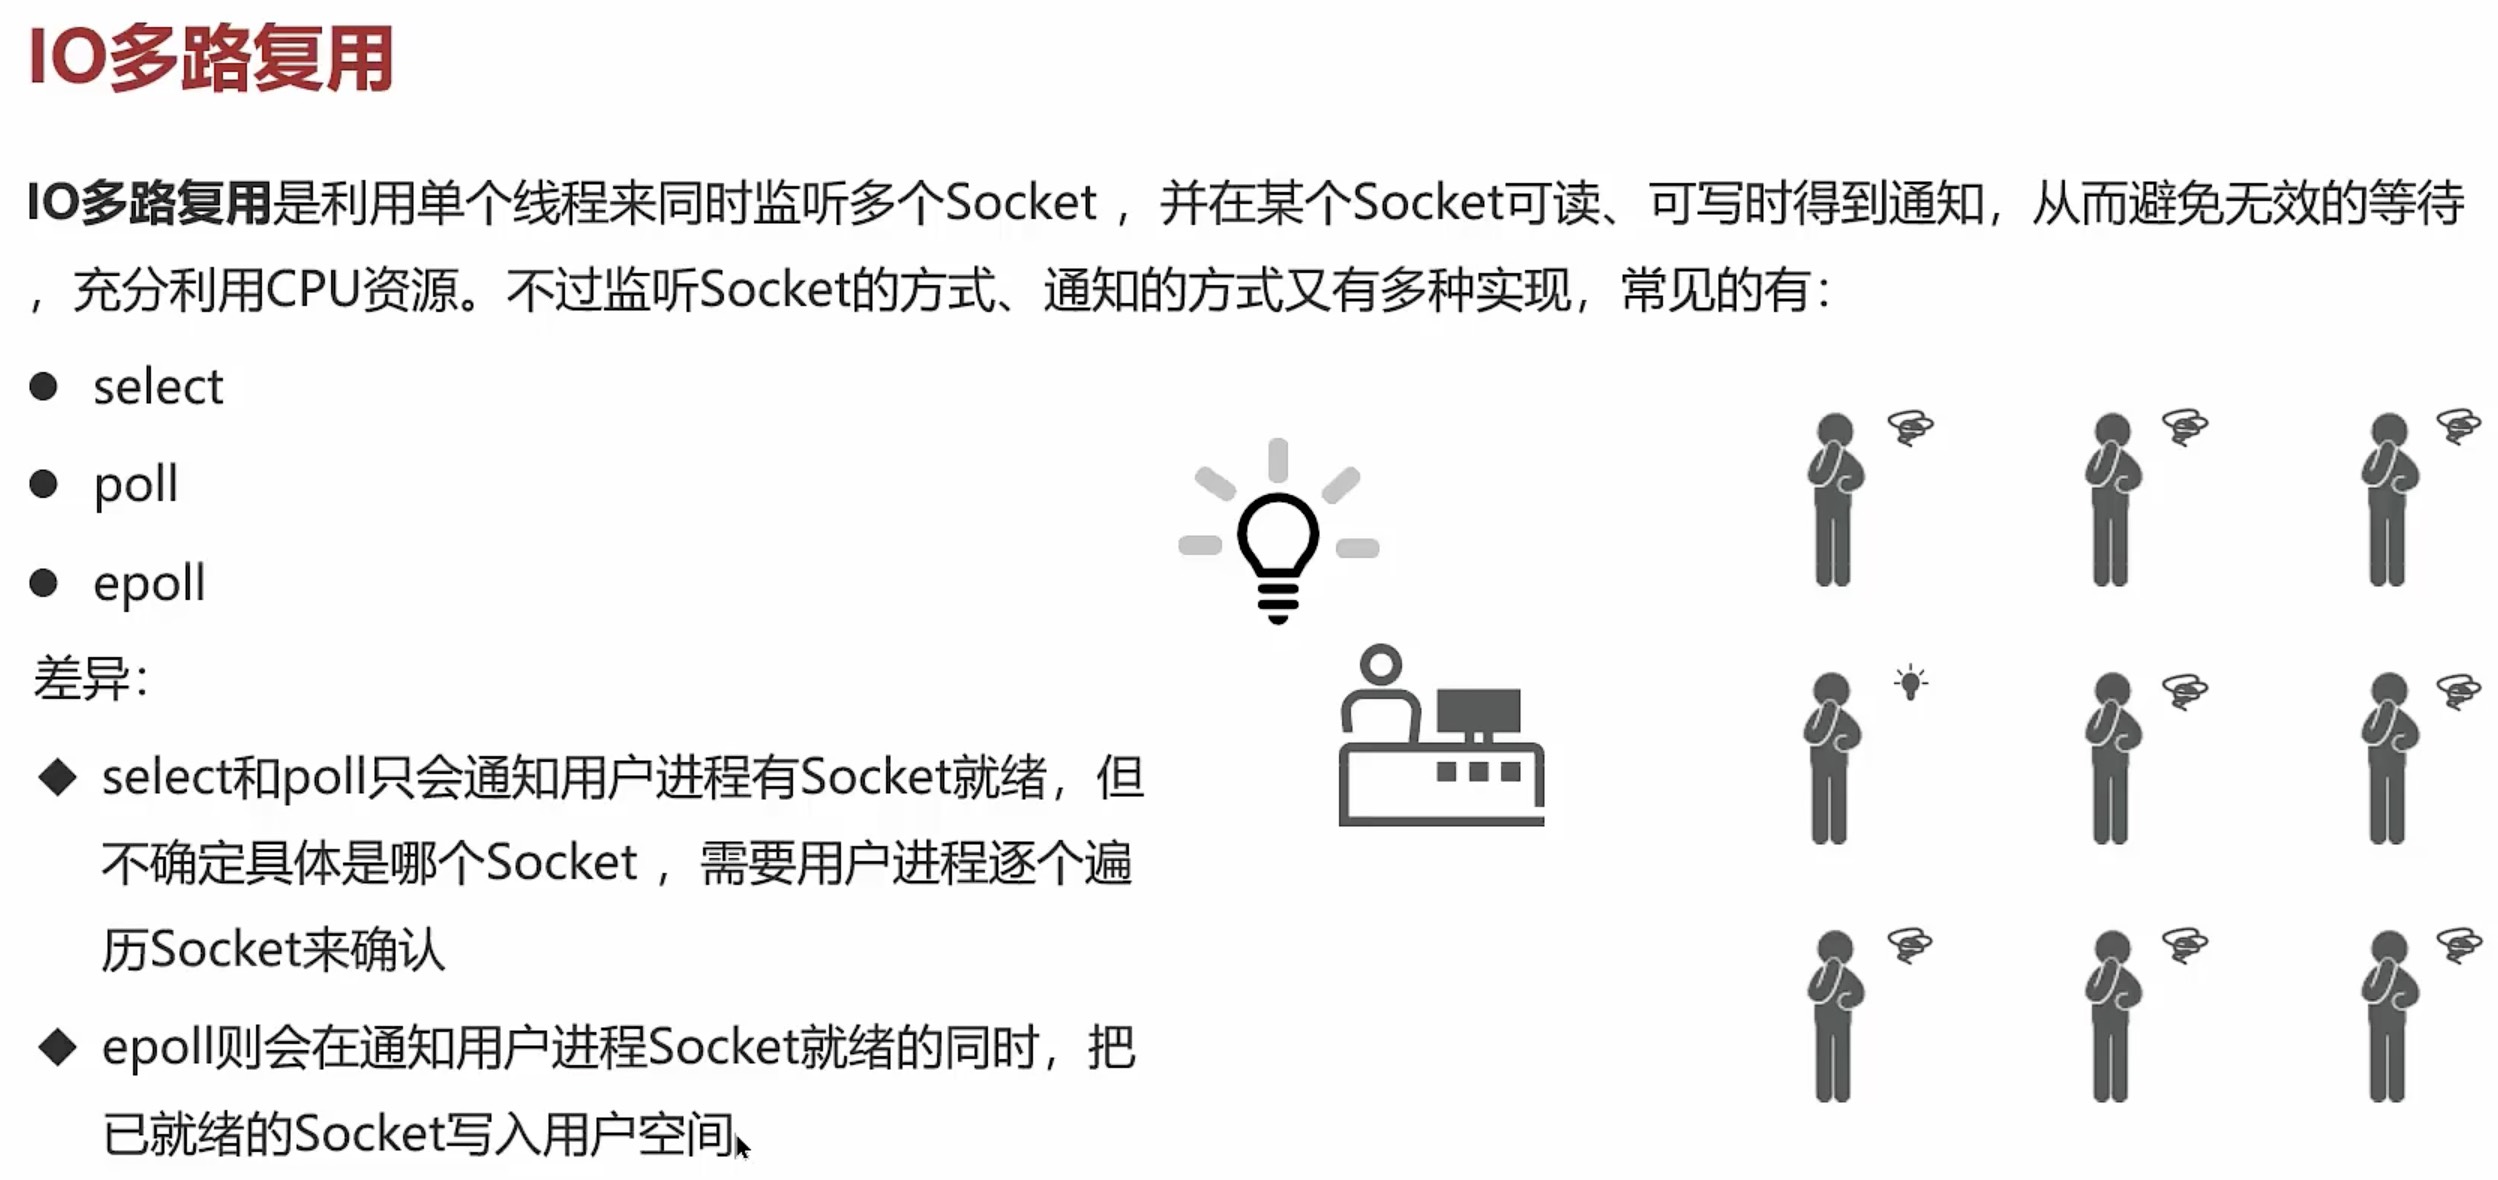 IO多路复用
IO多路复用是利用单个线程来同时监听多个Socket ，并在某个Socket可读、可写时得到通知，从而避免无效的等待
，充分利用CPU资源。不过监听Socket的方式、通知的方式又有多种实现，常见的有：
● select
● poll
● epoll
差异：
◆ select和poll只会通知用户进程有Socket就绪，但
不确定具体是哪个Socket ，需要用户进程逐个遍
历Socket来确认
◆ epoll则会在通知用户进程Socket就绪的同时，把
已就绪的Socket写入用户空间